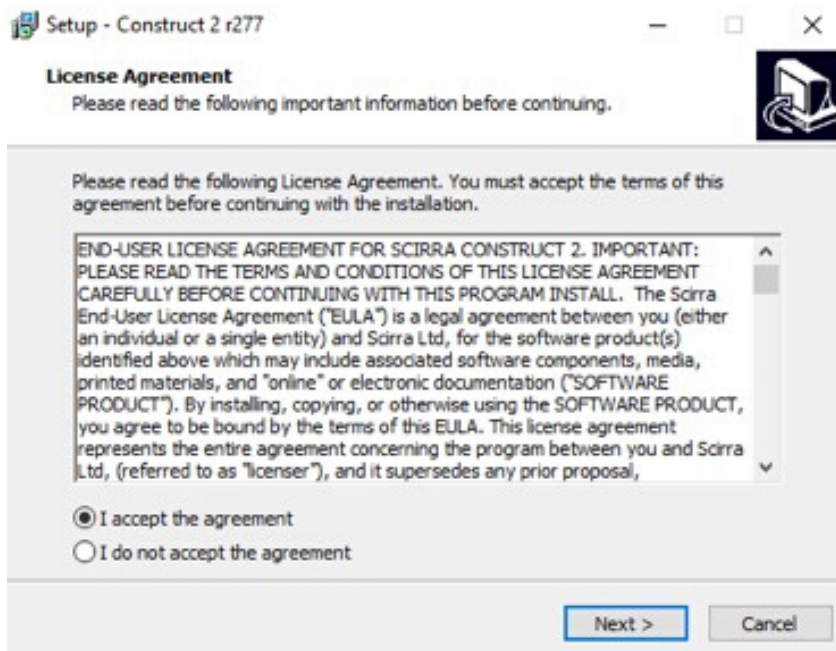 Setup - Construct 2 r277
License Agreement
Please read the following important information before continuing.
Please read the following License Agreement. You must accept the terms of this
agreement before continuing with the installation.
END-USER LICENSE AGREEMENT FOR SCIRRA CONSTRUCT 2. IMPORTANT:
PLEASE READ THE TERMS AND CONDITIONS OF THIS LICENSE AGREEMENT
CAREFULLY BEFORE CONTINUING WITH THIS PROGRAM INSTALL.  The Scirra
End-User License Agreement ("EULA") is a legal agreement between you (either
an individual or a single entity) and Scirra Ltd, for the software product(s)
identified above which may include associated software components, media,
printed materials, and "online" or electronic documentation ("SOFTWARE
PRODUCT"). By installing, copying, or otherwise using the SOFTWARE PRODUCT,
you agree to be bound by the terms of this EULA. This license agreement
represents the entire agreement concerning the program between you and Scirra
Ltd, (referred to as "licenser"), and it supersedes any prior proposal,
I accept the agreement
I do not accept the agreement
Next >
Cancel